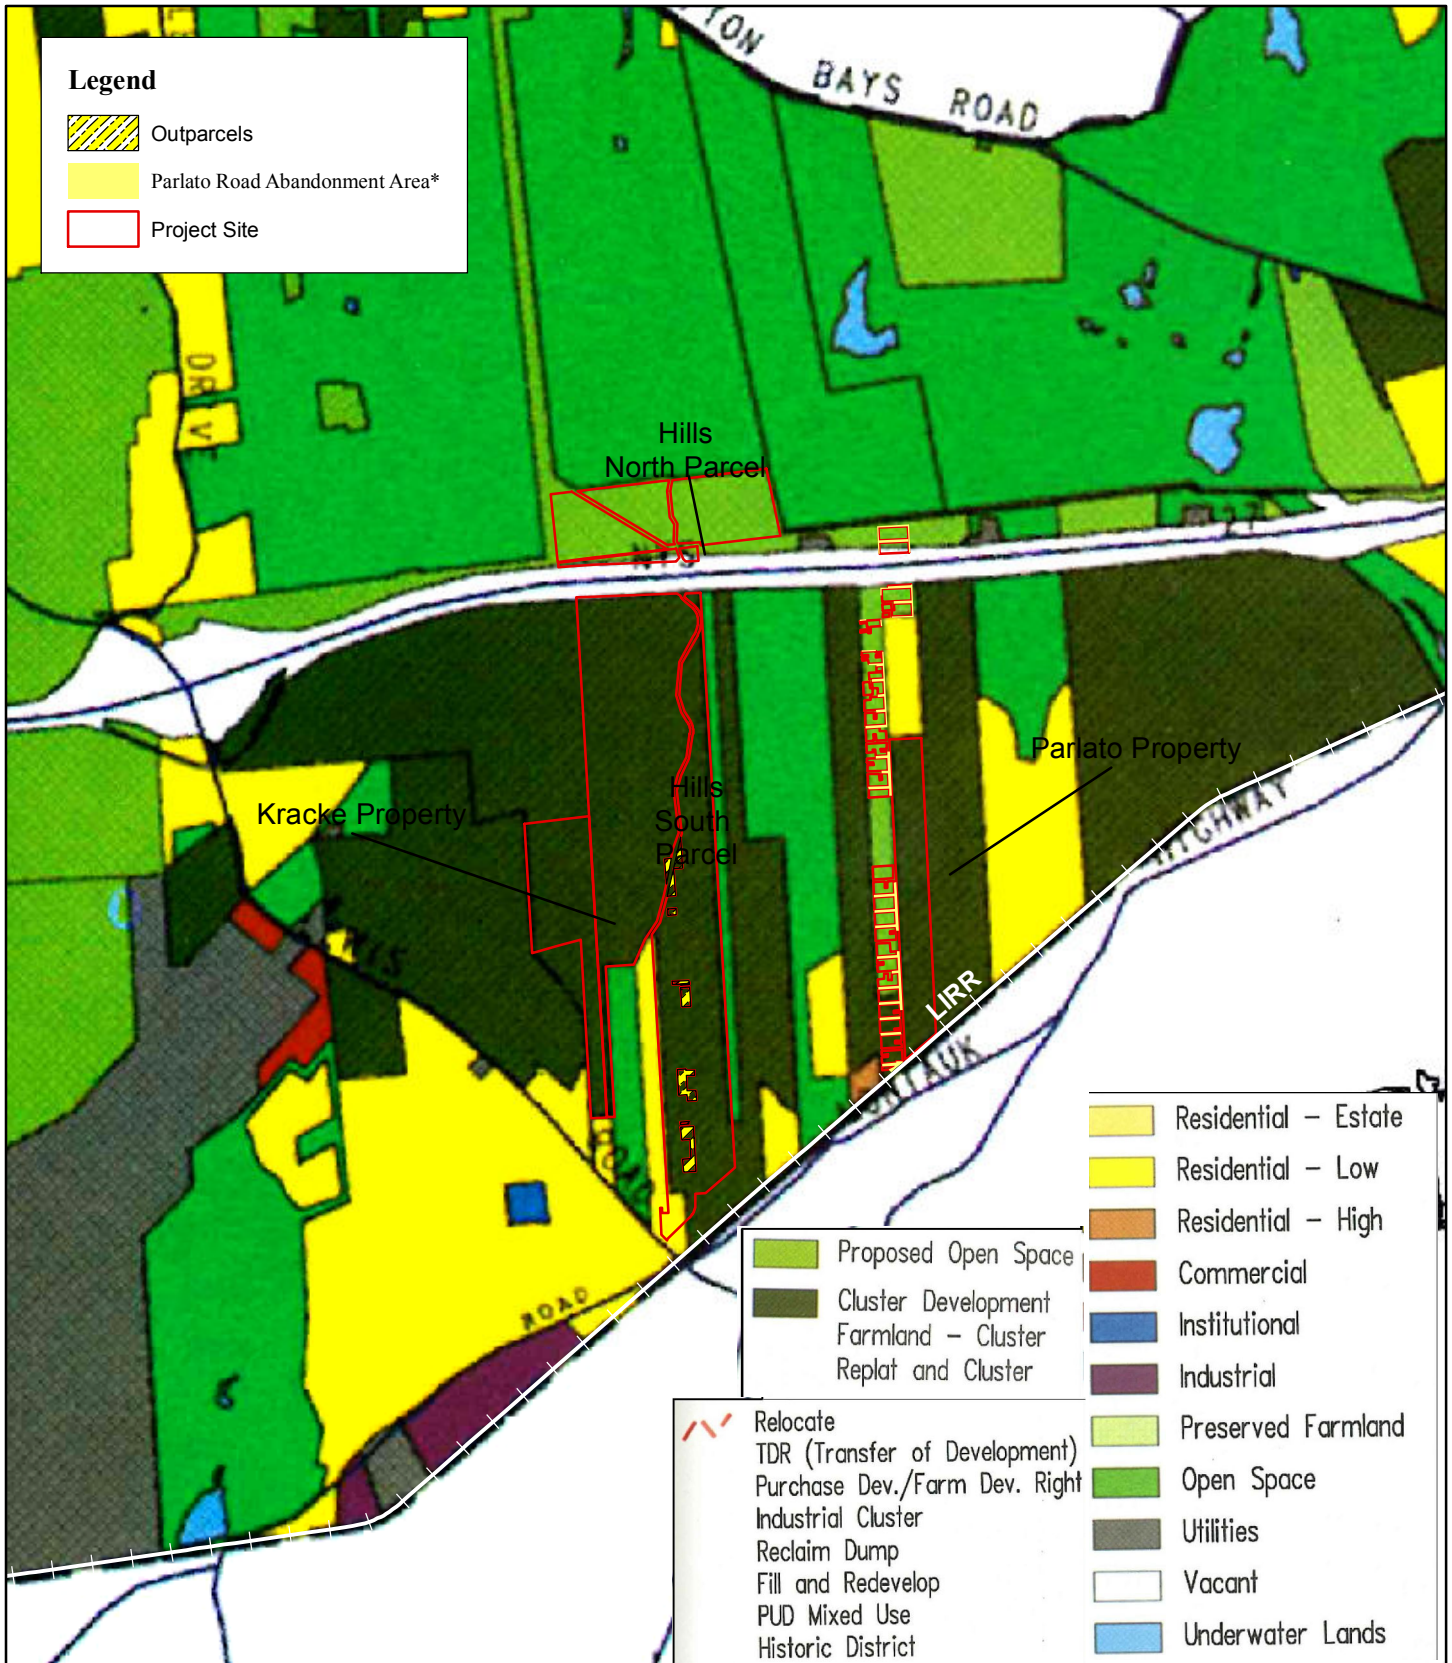 Legend
Outparcels
Parlato Road Abandonment Area*
Project Site
BAYS ROAD
DRIV
Hills
North Parcel
NYS
Parlato Property
Kracke Property
Hills
South
Parcel
HIGHWAY
LIRR
MONTAUK
ROAD
Proposed Open Space
Cluster Development
Farmland – Cluster
Replat and Cluster
Relocate
TDR (Transfer of Development)
Purchase Dev./Farm Dev. Right
Industrial Cluster
Reclaim Dump
Fill and Redevelop
PUD Mixed Use
Historic District
Residential – Estate
Residential – Low
Residential – High
Commercial
Institutional
Industrial
Preserved Farmland
Open Space
Utilities
Vacant
Underwater Lands